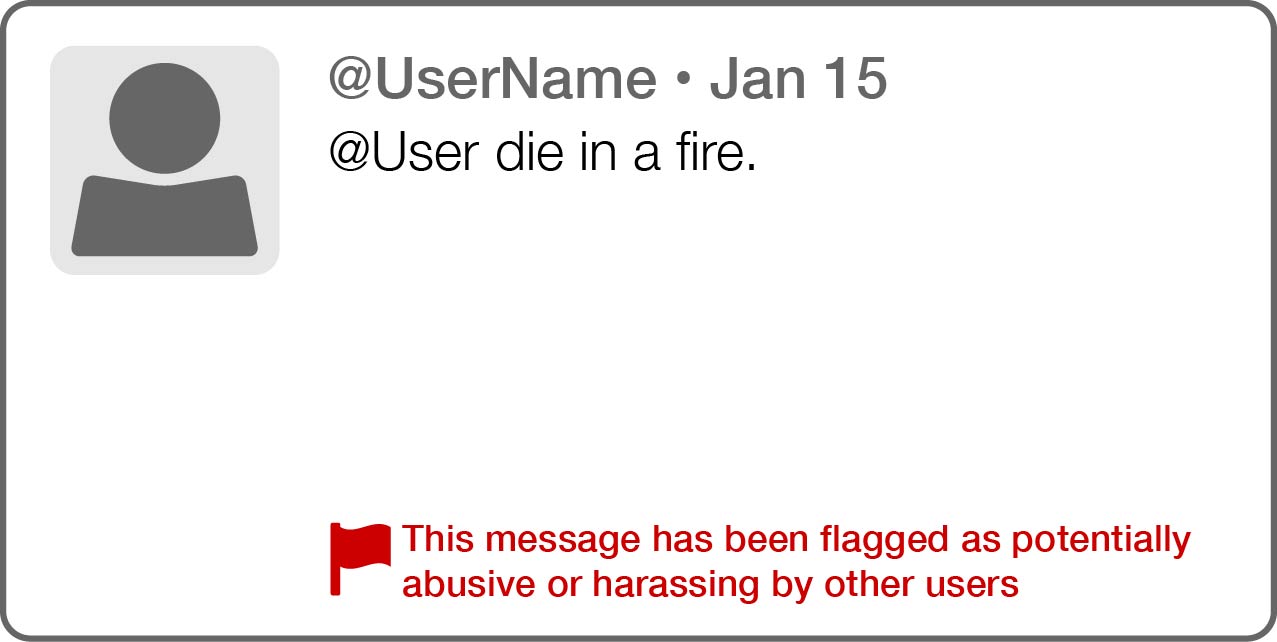 @UserName • Jan 15
@User die in a fire.
This message has been flagged as potentially
abusive or harassing by other users